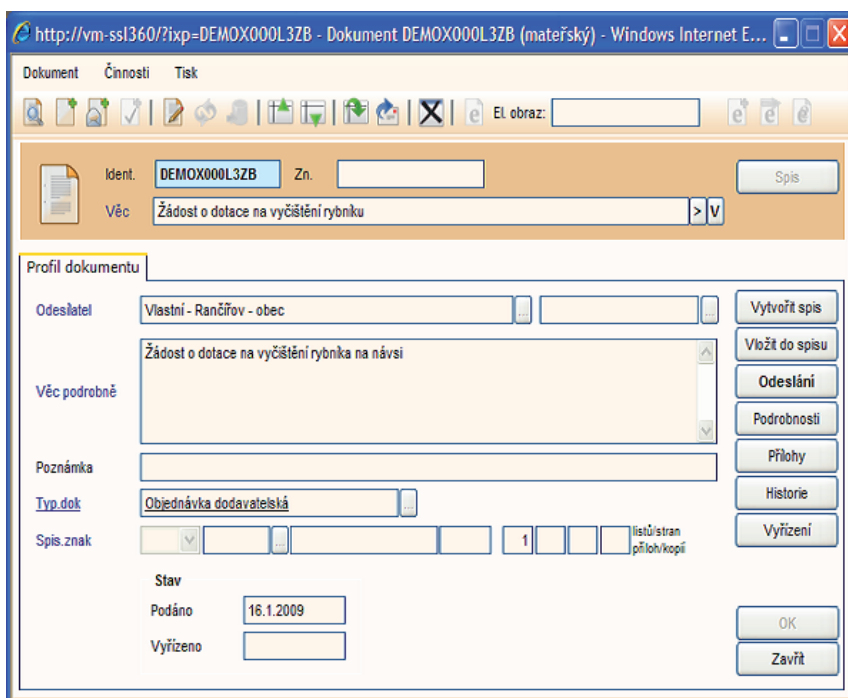 http://vm-ssl360/?ixp=DEMOX000L3ZB - Dokument DEMOX000L3ZB (mateřský) - Windows Internet E...
Dokument Činnosti Tisk
El. obraz:
Ident. DEMOX000L3ZB Zn. Spis
Věc Žádost o dotace na vyčištění rybníku > V
Profil dokumentu
Odesílatel Vlastní - Rančířov - obec ... ... Vytvořit spis
Vložit do spisu
Věc podrobně Žádost o dotace na vyčištění rybníka na návsi
Odeslání
Podrobnosti
Poznámka Přílohy
Typ.dok Objednávka dodavatelská ... Historie
Spis.znak ... 1 listů/stran Vyřízení
příloh/kopií
Stav
Podáno 16.1.2009 OK
Vyřízeno Zavřít